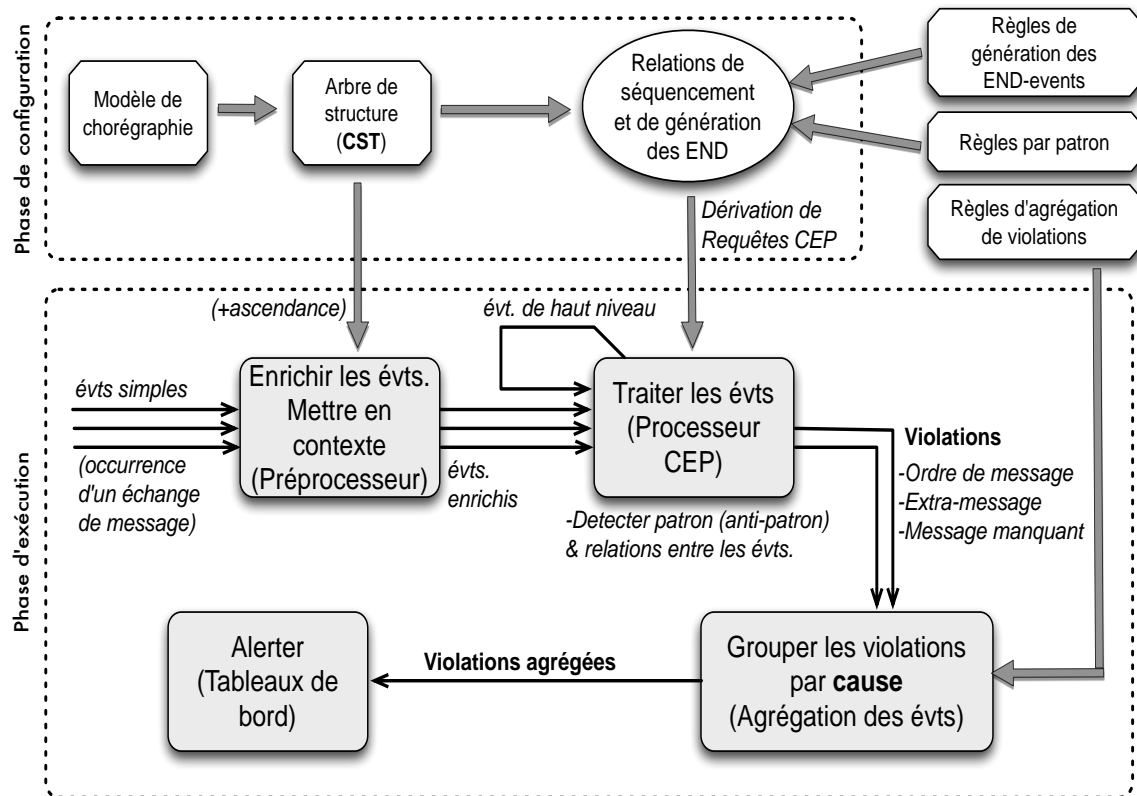 Phase de configuration
Modèle de
chorégraphie
Arbre de
structure
(CST)
Relations de
séquencement
et de génération
des END
Règles de
génération des
END-events
Règles par patron
Règles d'agrégation
de violations
Dérivation de
Requêtes CEP
Phase d'exécution
(+ascendance)
évt. de haut niveau
évts simples
(occurrence
d'un échange
de message)
Enrichir les évts.
Mettre en
contexte
(Préprocesseur)
évts.
enrichis
Traiter les évts
(Processeur
CEP)
-Detecter patron (anti-patron)
& relations entre les évts.
Violations
-Ordre de message
-Extra-message
-Message manquant
Alerter
(Tableaux de
bord)
Violations agrégées
Grouper les violations
par cause
(Agrégation des évts)